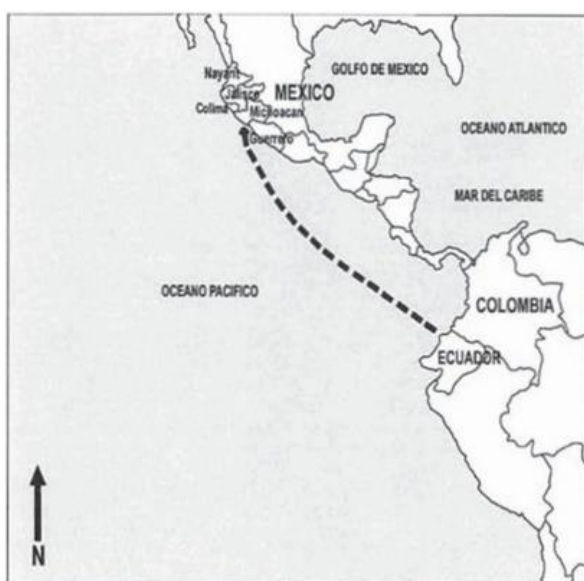 GOLFO DE MEXICO
Nayarit
Jalisco
MEXICO
Colima
Michoacan
Guerrero
OCEANO ATLANTICO
MAR DEL CARIBE
OCEANO PACIFICO
COLOMBIA
ECUADOR
N